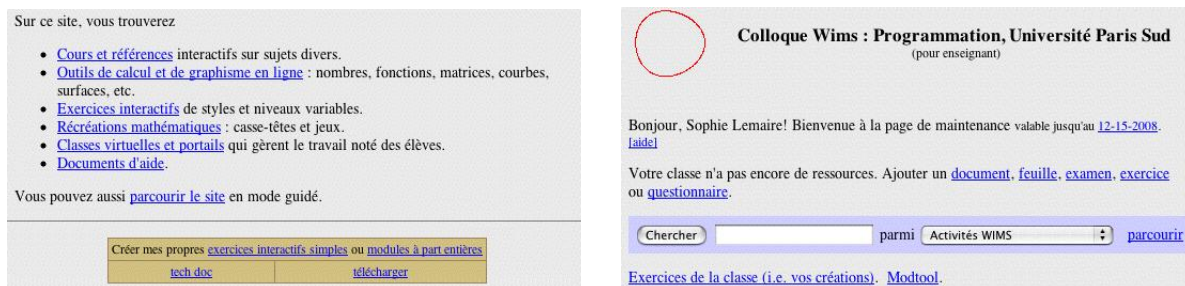 Sur ce site, vous trouverez
• Cours et références interactifs sur sujets divers.
• Outils de calcul et de graphisme en ligne : nombres, fonctions, matrices, courbes,
surfaces, etc.
• Exercices interactifs de styles et niveaux variables.
• Récréations mathématiques : casse-têtes et jeux.
• Classes virtuelles et portails qui gèrent le travail noté des élèves.
• Documents d'aide.
Vous pouvez aussi parcourir le site en mode guidé.
Créer mes propres exercices interactifs simples ou modules à part entières
tech doc télécharger
Colloque Wims : Programmation, Université Paris Sud
(pour enseignant)
Bonjour, Sophie Lemaire! Bienvenue à la page de maintenance valable jusqu'au 12-15-2008.
[aide]
Votre classe n'a pas encore de ressources. Ajouter un document, feuille, examen, exercice
ou questionnaire.
Chercher parmi Activités WIMS parcourir
Exercices de la classe (i.e. vos créations). Modtool.